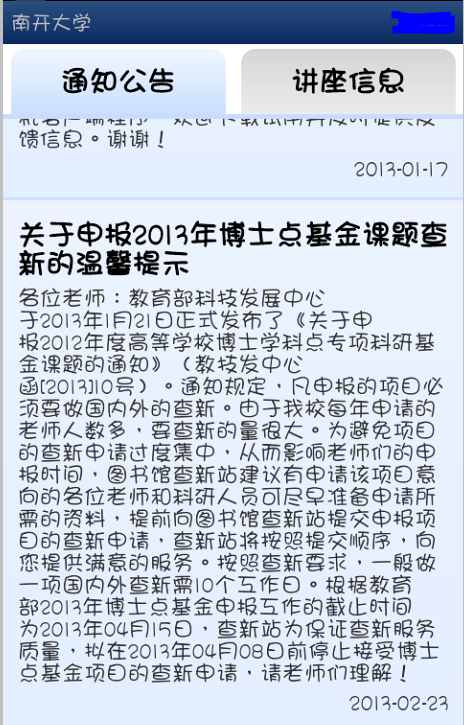 南开大学
通知公告
讲座信息
馈信息。谢谢！
2013-01-17
关于申报2013年博士点基金课题查
新的温馨提示
各位老师：教育部科技发展中心
于2013年1月21日正式发布了《关于申
报2012年度高等学校博士学科点专项科研基
金课题的通知》（教技发中心
函[2013]10号）。通知规定，凡申报的项目必
须要做国内外的查新。由于我校每年申请的
老师人数多，要查新的量很大。为避免项目
的查新申请过度集中，从而影响老师们的申
报时间，图书馆查新站建议有申请该项目意
向的各位老师和科研人员可尽早准备申请所
需的资料，提前向图书馆查新站提交申报项
目的查新申请，查新站将按照提交顺序，向
您提供满意的服务。按照查新要求，一般做
一项国内外查新需10个工作日。根据教育
部2013年博士点基金申报工作的截止时间
为2013年04月15日，查新站为保证查新服务
质量，拟在2013年04月08日前停止接受博士
点基金项目的查新申请，请老师们理解！
2013-02-23